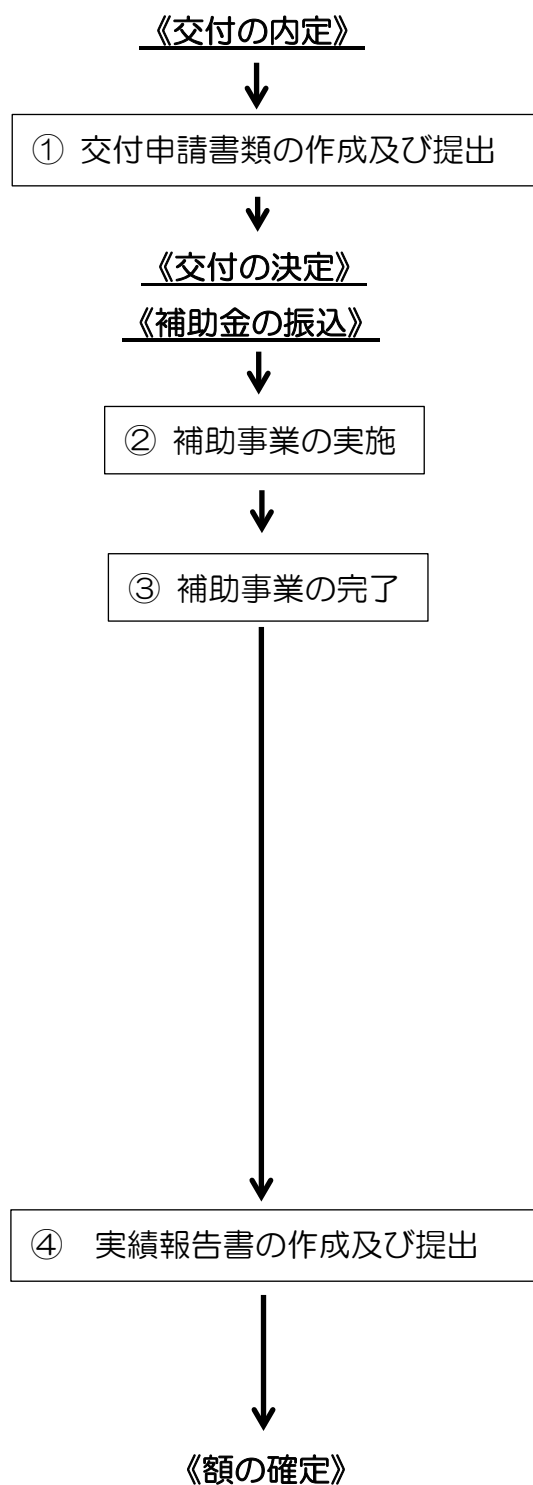 《交付の内定》
① 交付申請書類の作成及び提出
《交付の決定》
《補助金の振込》
② 補助事業の実施
③ 補助事業の完了
④　実績報告書の作成及び提出
《額の確定》